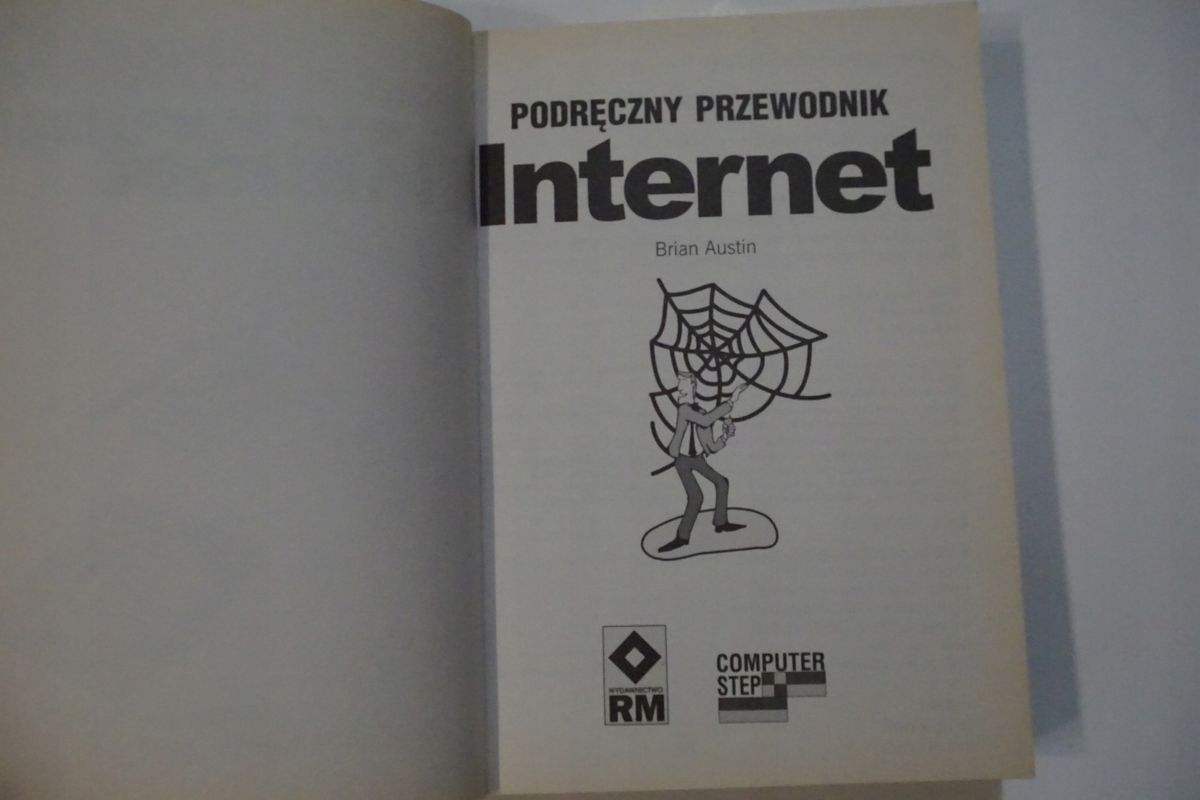 PODRĘCZNY PRZEWODNIK
Internet
Brian Austin
WYDAWNICTWO
RM
COMPUTER
STEP